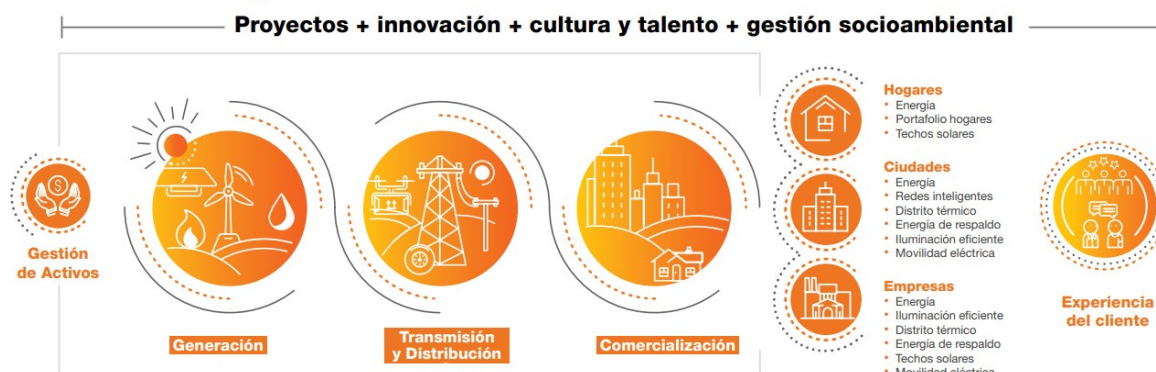 Proyectos + innovación + cultura y talento + gestión socioambiental
Gestión
de Activos
Generación
Transmisión
y Distribución
Comercialización
Hogares
• Energía
• Portafolio hogares
• Techos solares
Ciudades
• Energía
• Redes inteligentes
• Distrito térmico
• Energía de respaldo
• Iluminación eficiente
• Movilidad eléctrica
Empresas
• Energía
• Iluminación eficiente
• Distrito térmico
• Energía de respaldo
• Techos solares
• Movilidad eléctrica
Experiencia
del cliente